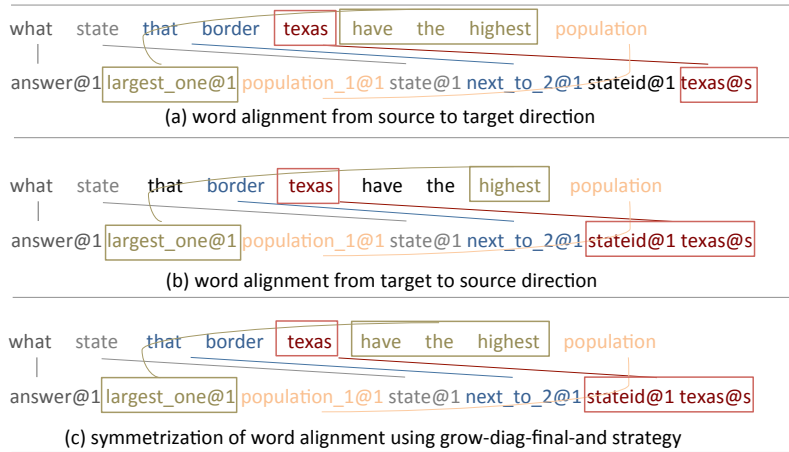 what state that border texas have the highest population
answer@1 largest_one@1 population_1@1 state@1 next_to_2@1 stateid@1 texas@s
(a) word alignment from source to target direction
what state that border texas have the highest population
answer@1 largest_one@1 population_1@1 state@1 next_to_2@1 stateid@1 texas@s
(b) word alignment from target to source direction
what state that border texas have the highest population
answer@1 largest_one@1 population_1@1 state@1 next_to_2@1 stateid@1 texas@s
(c) symmetrization of word alignment using grow-diag-final-and strategy